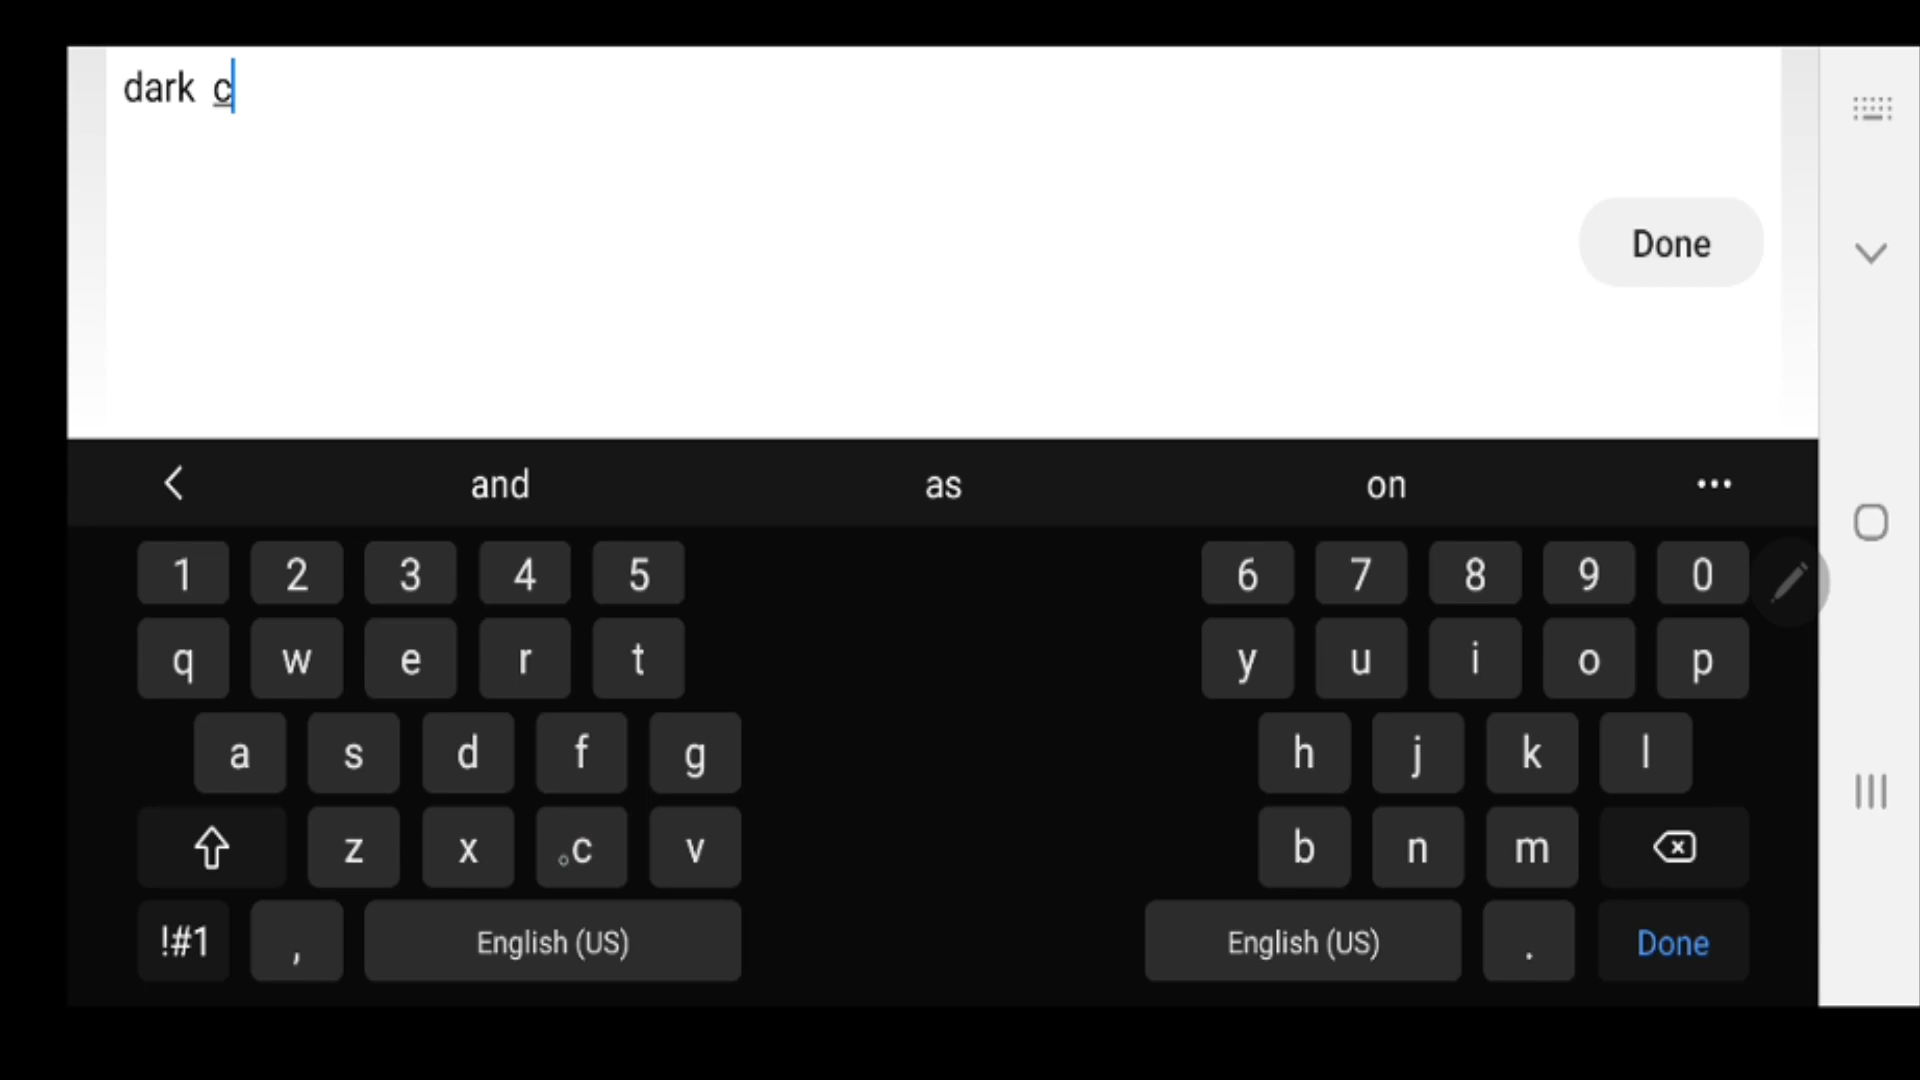 dark c
Done
and as on ...
1 2 3 4 5 6 7 8 9 0
q w e r t y u i o p
a s d f g h j k l
z x c v b n m
!#1 , English (US) English (US) . Done